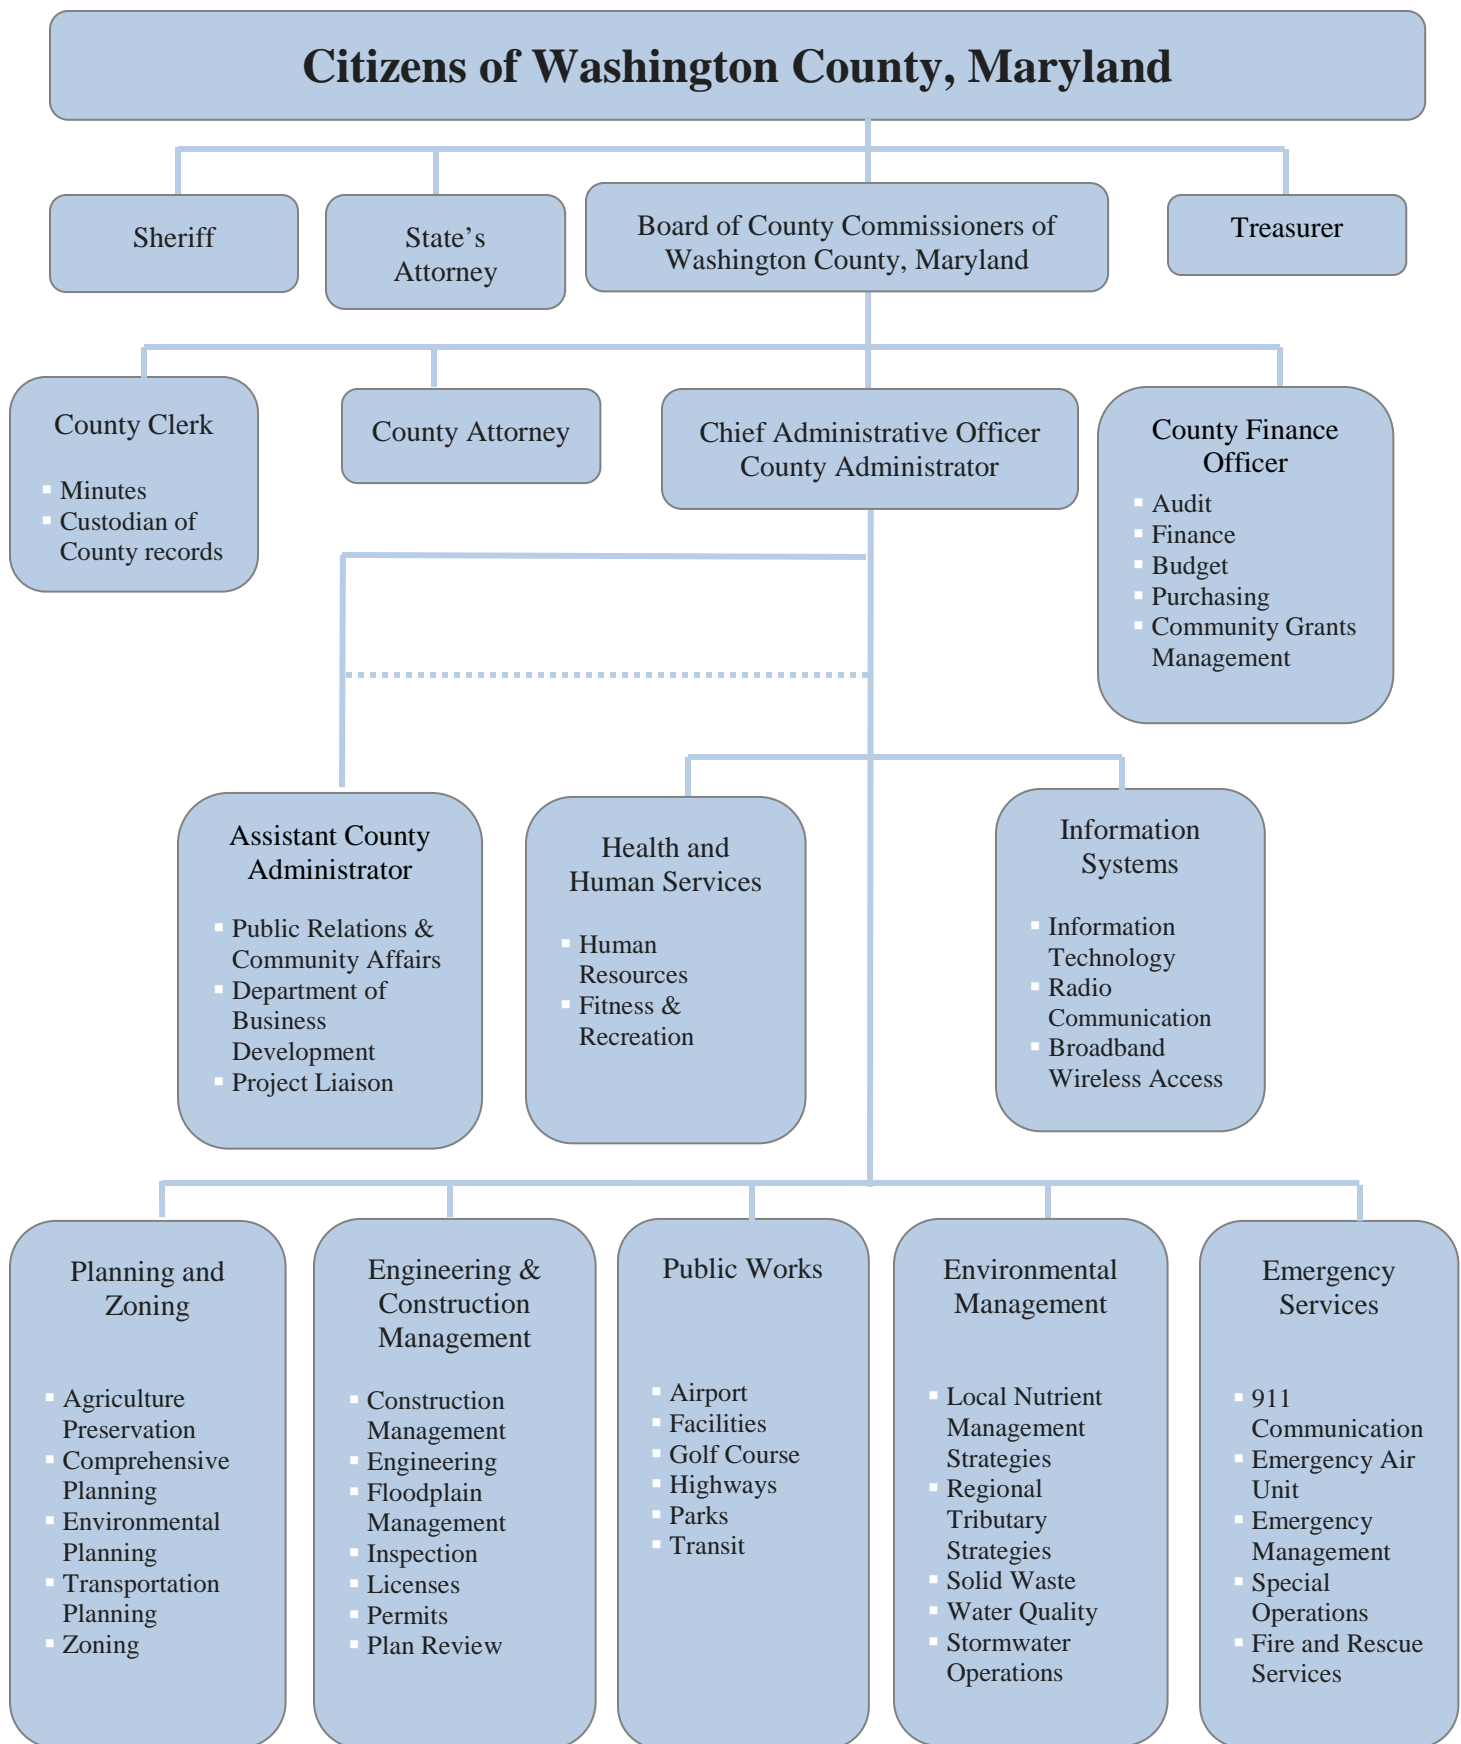 Citizens of Washington County, Maryland
Sheriff
State's
Attorney
Board of County Commissioners of
Washington County, Maryland
Treasurer
County Clerk
▪ Minutes
▪ Custodian of
County records
County Attorney
Chief Administrative Officer
County Administrator
County Finance
Officer
▪ Audit
▪ Finance
▪ Budget
▪ Purchasing
▪ Community Grants
Management
Assistant County
Administrator
▪ Public Relations &
Community Affairs
▪ Department of
Business
Development
▪ Project Liaison
Health and
Human Services
▪ Human
Resources
▪ Fitness &
Recreation
Information
Systems
▪ Information
Technology
▪ Radio
Communication
▪ Broadband
Wireless Access
Planning and
Zoning
▪ Agriculture
Preservation
▪ Comprehensive
Planning
▪ Environmental
Planning
▪ Transportation
Planning
▪ Zoning
Engineering &
Construction
Management
▪ Construction
Management
▪ Engineering
▪ Floodplain
Management
▪ Inspection
▪ Licenses
▪ Permits
▪ Plan Review
Public Works
▪ Airport
▪ Facilities
▪ Golf Course
▪ Highways
▪ Parks
▪ Transit
Environmental
Management
▪ Local Nutrient
Management
Strategies
▪ Regional
Tributary
Strategies
▪ Solid Waste
▪ Water Quality
▪ Stormwater
Operations
Emergency
Services
▪ 911
Communication
▪ Emergency Air
Unit
▪ Emergency
Management
▪ Special
Operations
▪ Fire and Rescue
Services